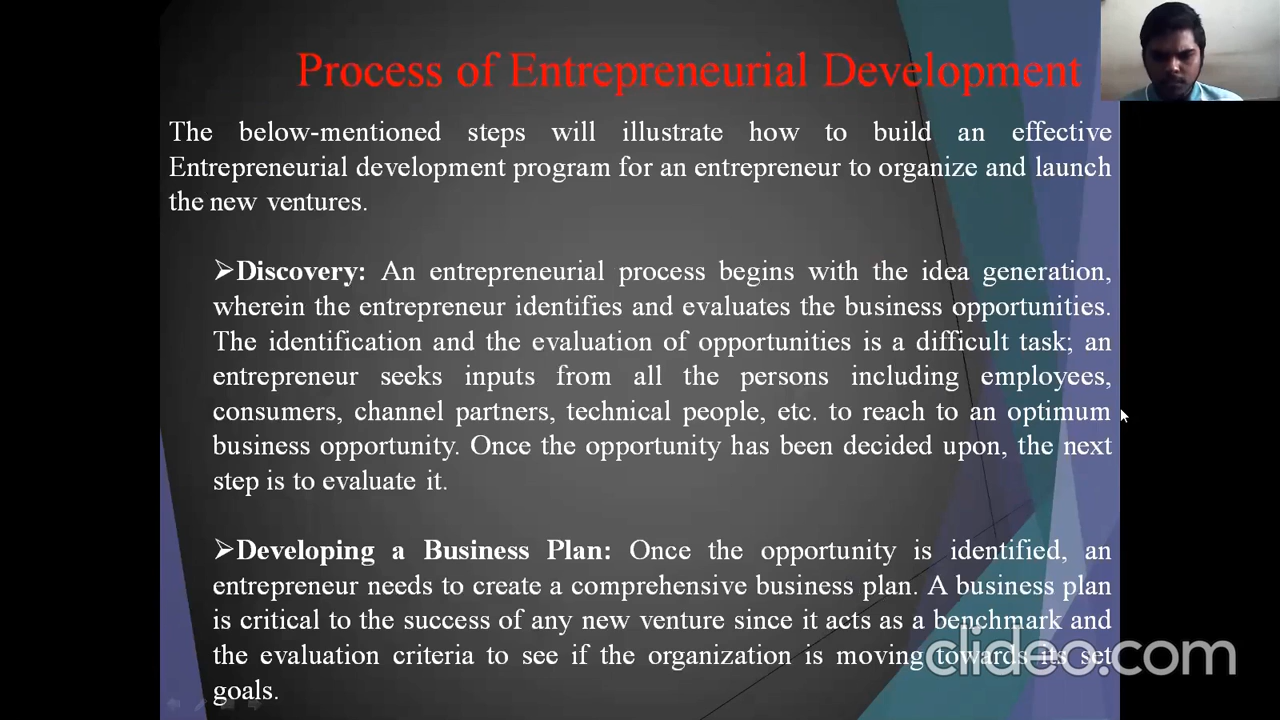 Process of Entrepreneurial Development
The below-mentioned steps will illustrate how to build an effective
Entrepreneurial development program for an entrepreneur to organize and launch
the new ventures.
➢Discovery: An entrepreneurial process begins with the idea generation,
wherein the entrepreneur identifies and evaluates the business opportunities.
The identification and the evaluation of opportunities is a difficult task; an
entrepreneur seeks inputs from all the persons including employees,
consumers, channel partners, technical people, etc. to reach to an optimum
business opportunity. Once the opportunity has been decided upon, the next
step is to evaluate it.
➢Developing a Business Plan: Once the opportunity is identified, an
entrepreneur needs to create a comprehensive business plan. A business plan
is critical to the success of any new venture since it acts as a benchmark and
the evaluation criteria to see if the organization is moving towards its set
goals.
clideo.com